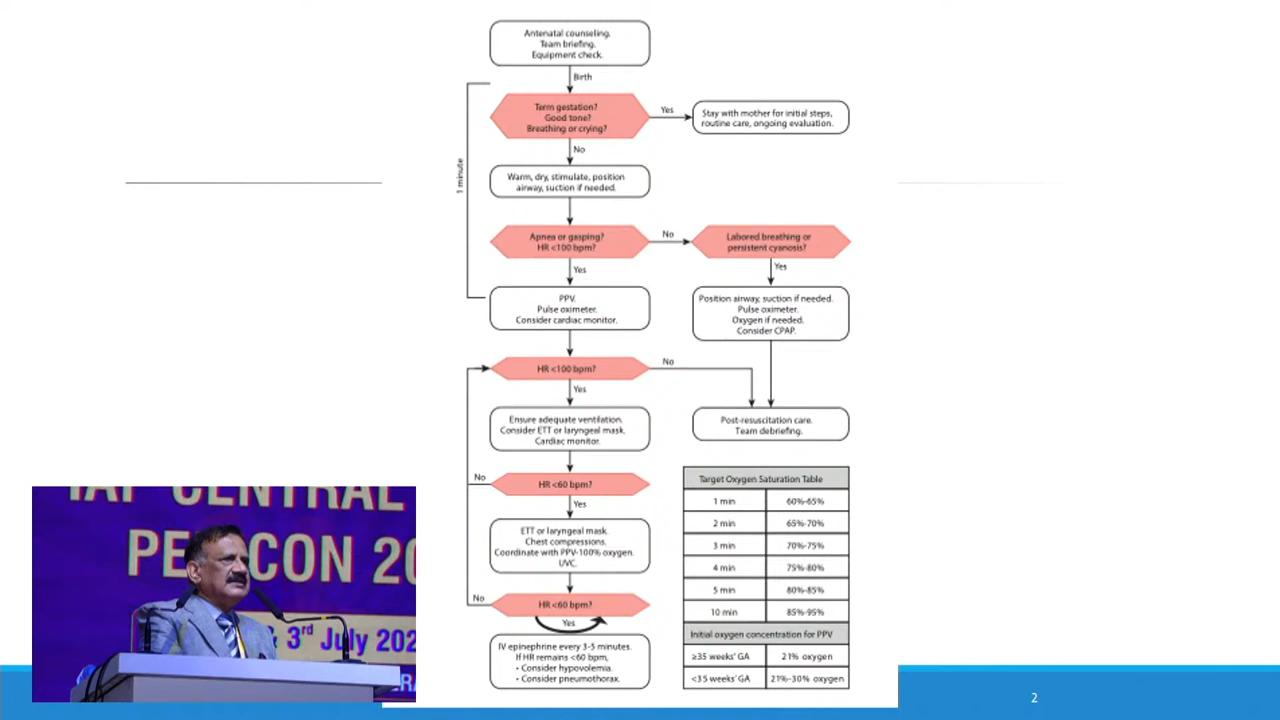 Antenatal counseling.
Team briefing.
Equipment check.
Birth
Term gestation?
Good tone?
Breathing or crying?
Yes
Stay with mother for initial steps,
routine care, ongoing evaluation.
No
1 minute
Warm, dry, stimulate, position
airway, suction if needed.
Apnea or gasping?
HR <100 bpm?
No
Labored breathing or
persistent cyanosis?
Yes
Yes
PPV.
Pulse oximeter.
Consider cardiac monitor.
Position airway, suction if needed.
Pulse oximeter.
Oxygen if needed.
Consider CPAP.
HR <100 bpm?
No
Yes
Ensure adequate ventilation.
Consider ETT or laryngeal mask.
Cardiac monitor.
Post-resuscitation care.
Team debriefing.
HR <60 bpm?
No
Yes
ETT or laryngeal mask.
Chest compressions.
Coordinate with PPV-100% oxygen.
UVC.
HR <60 bpm?
No
Yes
IV epinephrine every 3-5 minutes.
If HR remains <60 bpm,
• Consider hypovolemia.
• Consider pneumothorax.
Target Oxygen Saturation Table
1 min 60%-65%
2 min 65%-70%
3 min 70%-75%
4 min 75%-80%
5 min 80%-85%
10 min 85%-95%
Initial oxygen concentration for PPV
≥35 weeks' GA 21% oxygen
<35 weeks' GA 21%-30% oxygen
IAP CENTRAL
& 3rd July 202
2